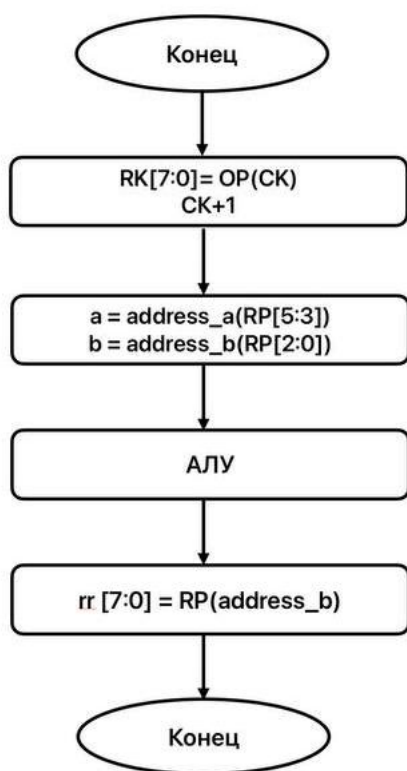 Конец
RK[7:0]= OP(CK)
CK+1
a = address_a(RP[5:3])
b = address_b(RP[2:0])
АЛУ
rr [7:0] = RP(address_b)
Конец